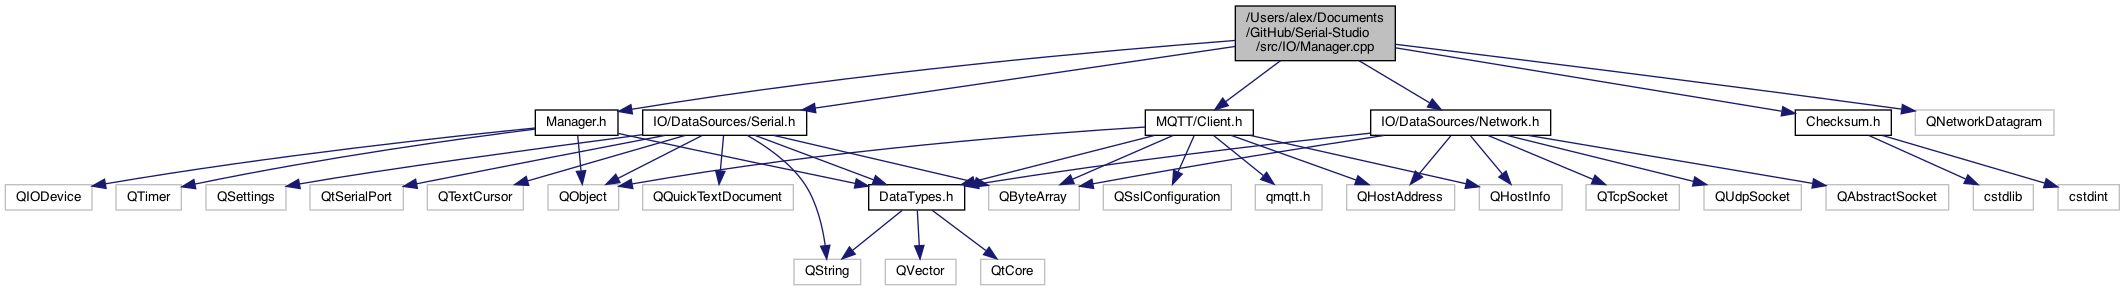 /Users/alex/Documents
/GitHub/Serial-Studio
/src/IO/Manager.cpp
Manager.h
IO/DataSources/Serial.h
MQTT/Client.h
IO/DataSources/Network.h
Checksum.h
QNetworkDatagram
QIODevice
QTimer
QSettings
QtSerialPort
QTextCursor
QObject
QQuickTextDocument
DataTypes.h
QByteArray
QSslConfiguration
qmqtt.h
QHostAddress
QHostInfo
QTcpSocket
QUdpSocket
QAbstractSocket
cstdlib
cstdint
QString
QVector
QtCore